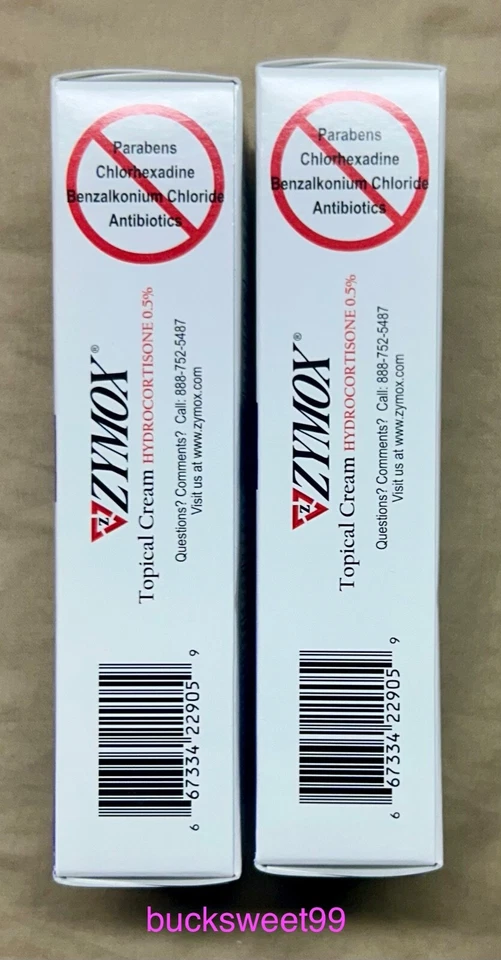 Parabens
Chlorhexadine
Benzalkonium Chloride
Antibiotics
Z ZYMOX®
Topical Cream HYDROCORTISONE 0.5%
Questions? Comments? Call: 888-752-5487
Visit us at www.zymox.com
6 67334 22905 9
Parabens
Chlorhexadine
Benzalkonium Chloride
Antibiotics
Z ZYMOX®
Topical Cream HYDROCORTISONE 0.5%
Questions? Comments? Call: 888-752-5487
Visit us at www.zymox.com
6 67334 22905 9
bucksweet99